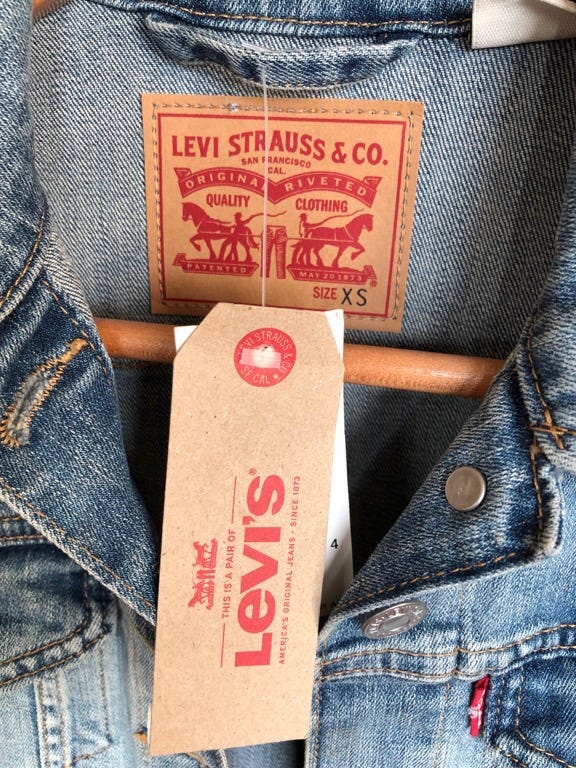 LEVI STRAUSS & CO.
SAN FRANCISCO
CAL.
ORIGINAL RIVETED
QUALITY CLOTHING
PATENTED MAY 20 1873
®
SIZE XS
LEVI STRAUSS & CO
SF CAL
THIS IS A PAIR OF
Levi's®
AMERICA'S ORIGINAL JEANS - SINCE 1873
4